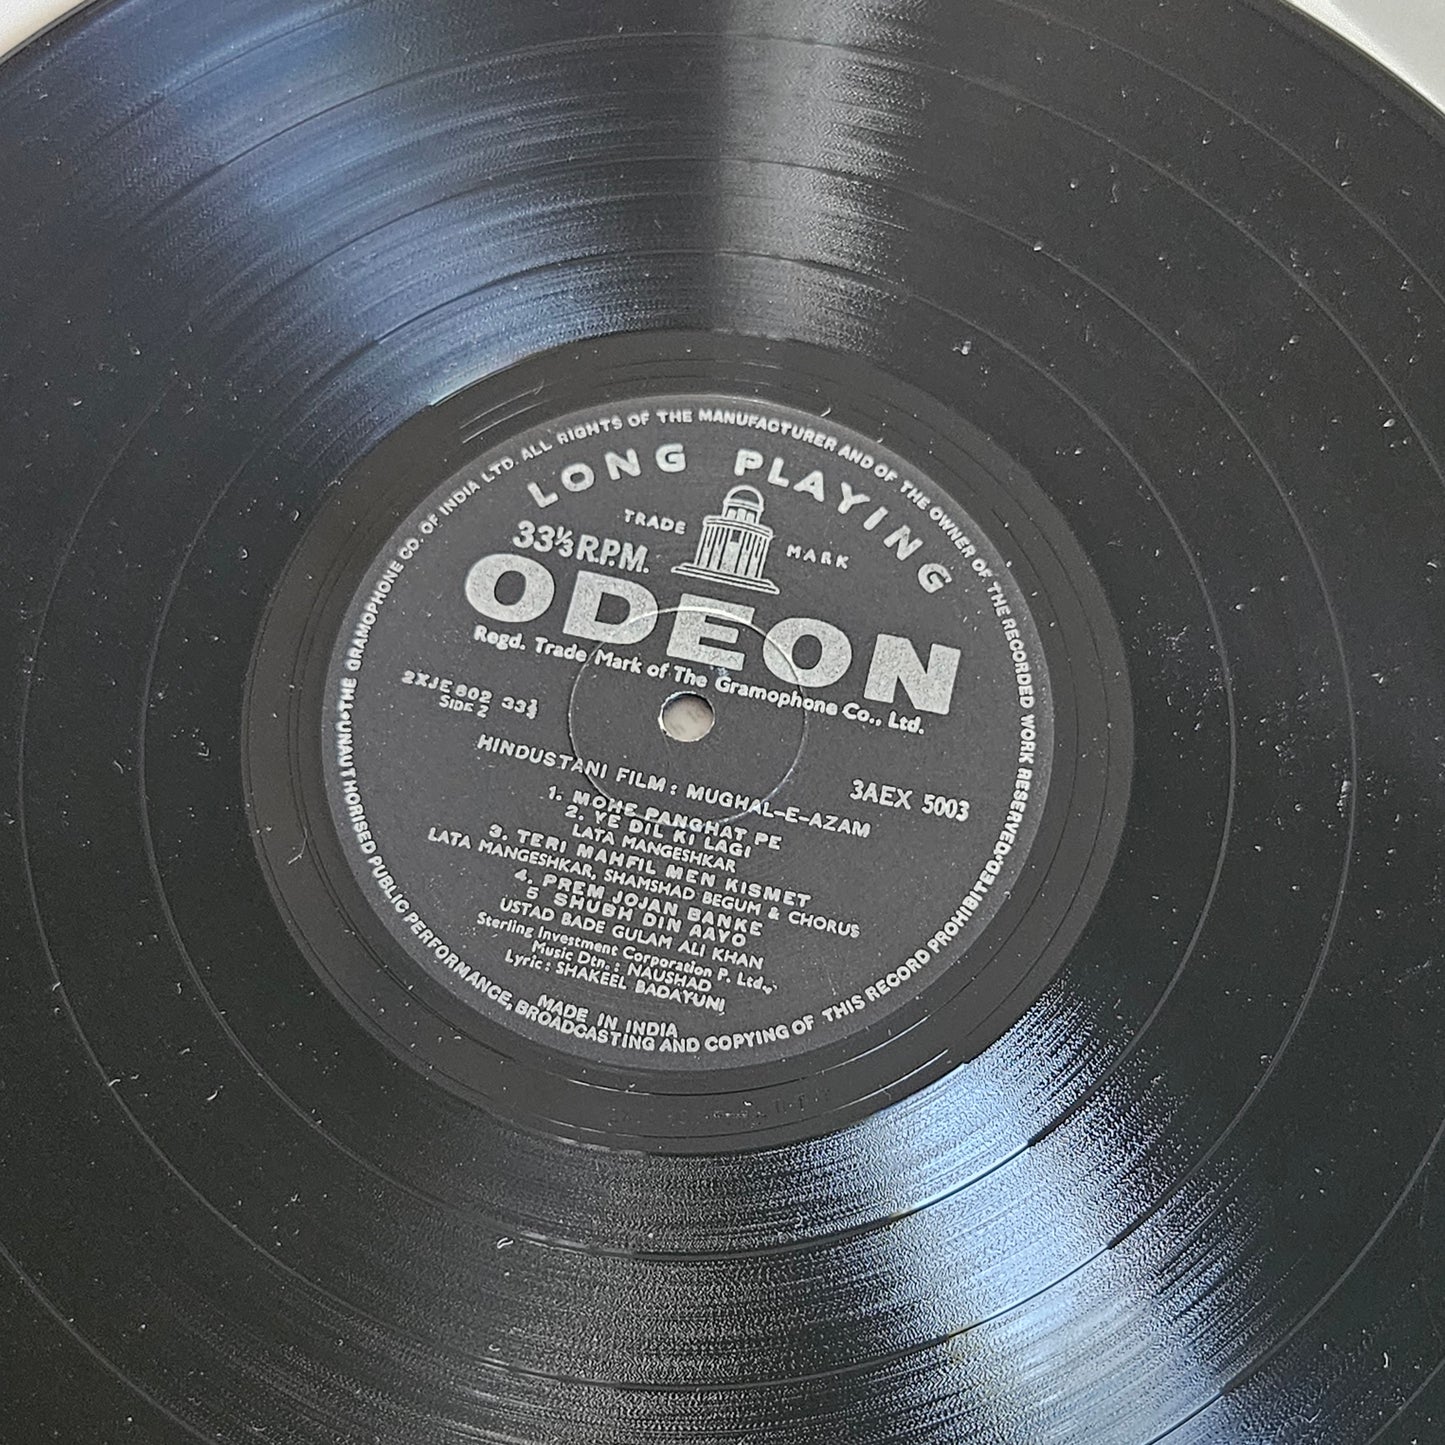 LONG PLAYING
TRADE MARK
33⅓ R.P.M.
ODEON
Regd. Trade Mark of The Gramophone Co., Ltd.
2XJE 602 33⅓
SIDE 2
3AEX 5003
HINDUSTANI FILM : MUGHAL-E-AZAM
1. MOHE PANGHAT PE
2. YE DIL KI LAGI
LATA MANGESHKAR
3. TERI MAHFIL MEN KISMET
LATA MANGESHKAR, SHAMSHAD BEGUM & CHORUS
4. PREM JOJAN BANKE
5 SHUBH DIN AAYO
USTAD BADE GULAM ALI KHAN
Sterling Investment Corporation P. Ltd.,
Music Dtn.: NAUSHAD
Lyric: SHAKEEL BADAYUNI
MADE IN INDIA
THE GRAMOPHONE CO. OF INDIA LTD. ALL RIGHTS OF THE MANUFACTURER AND OF THE OWNER OF THE RECORDED WORK RESERVED. UNAUTHORISED PUBLIC PERFORMANCE, BROADCASTING AND COPYING OF THIS RECORD PROHIBITED.